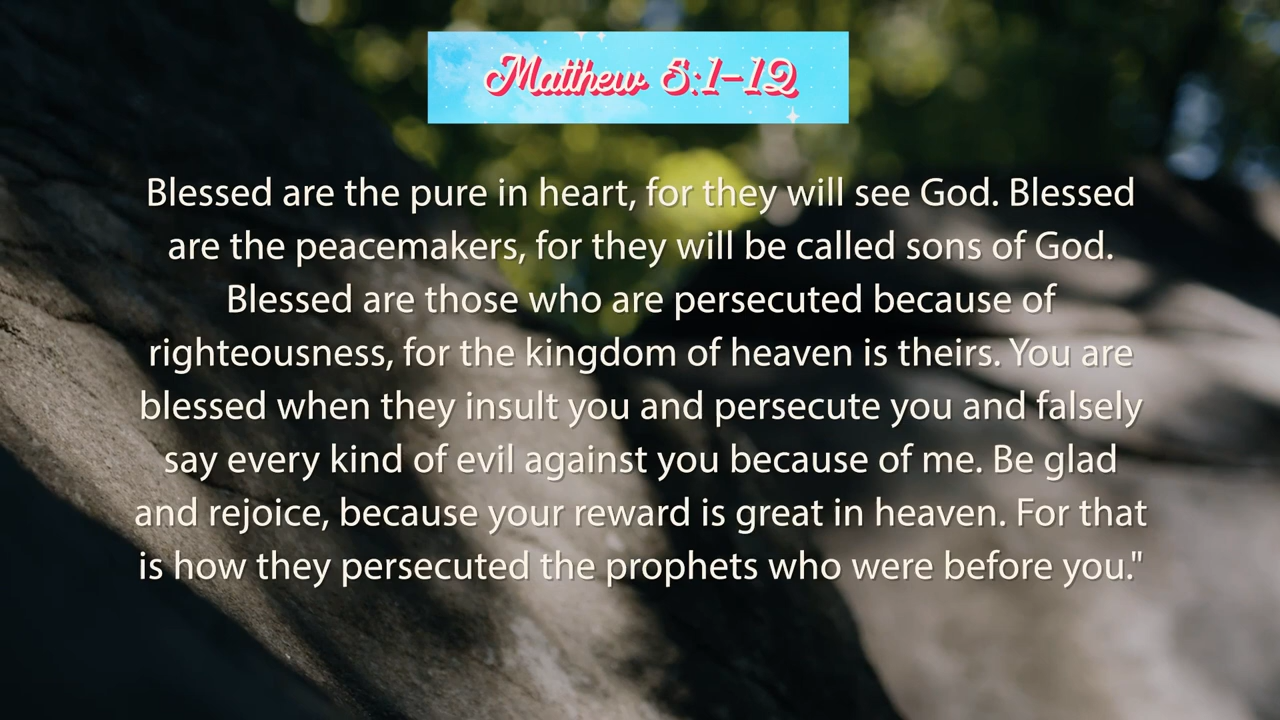 Matthew 5:1-12
Blessed are the pure in heart, for they will see God. Blessed
are the peacemakers, for they will be called sons of God.
Blessed are those who are persecuted because of
righteousness, for the kingdom of heaven is theirs. You are
blessed when they insult you and persecute you and falsely
say every kind of evil against you because of me. Be glad
and rejoice, because your reward is great in heaven. For that
is how they persecuted the prophets who were before you."